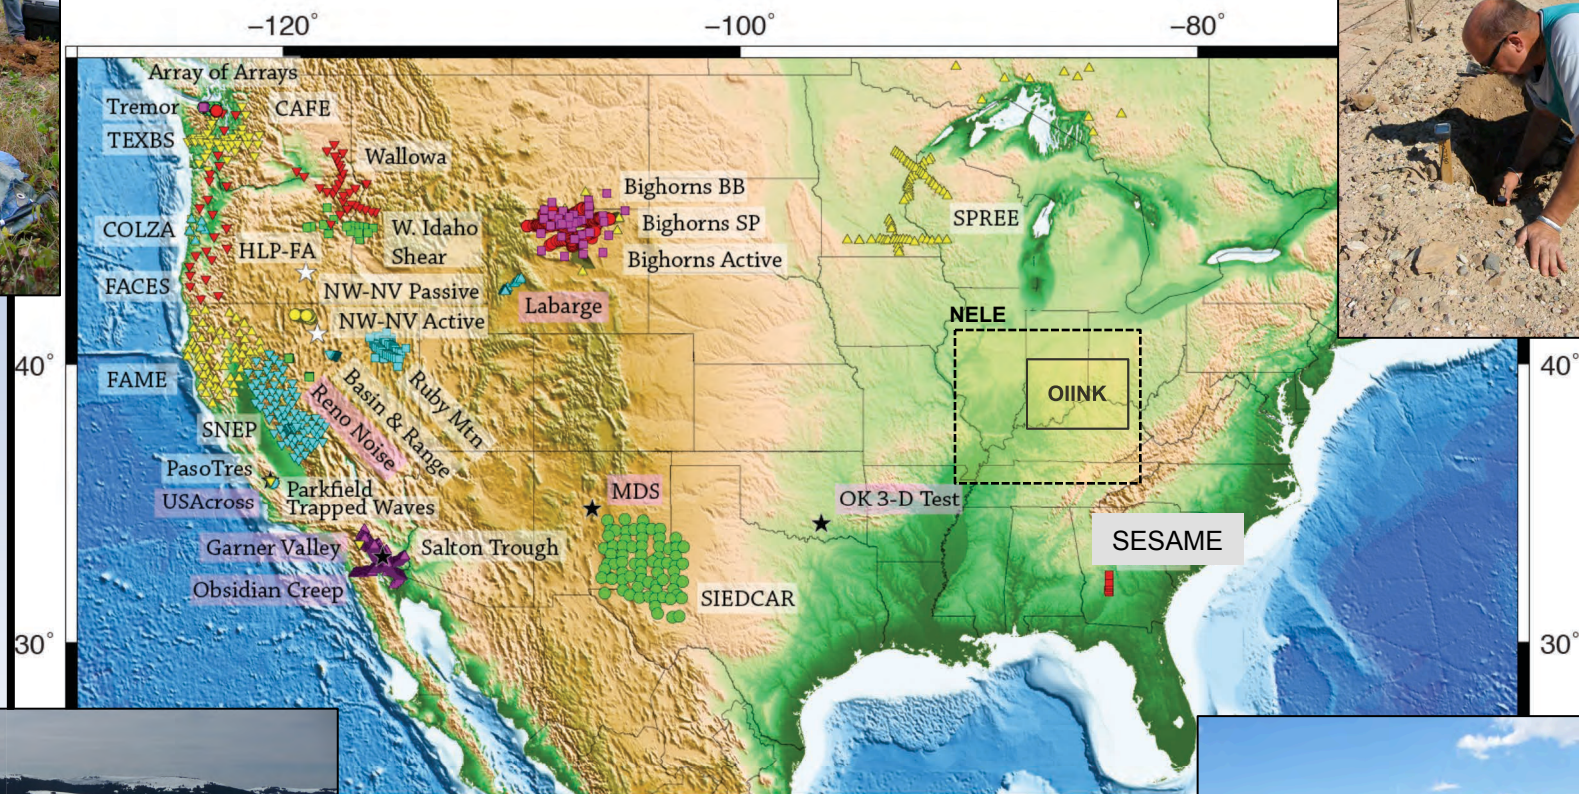 −120°
−100°
−80°
Array of Arrays
Tremor
CAFE
TEXBS
Wallowa
Bighorns BB
SPREE
Bighorns SP
COLZA
W. Idaho
Shear
HLP-FA
Bighorns Active
FACES
NW-NV Passive
Labarge
NELE
NW-NV Active
40°
40°
FAME
OIINK
Ruby Mtn
Basin & Range
Reno Noise
SNEP
PasoTres
Parkfield
Trapped Waves
USAcross
MDS
OK 3-D Test
SESAME
Garner Valley
Salton Trough
Obsidian Creep
SIEDCAR
30°
30°